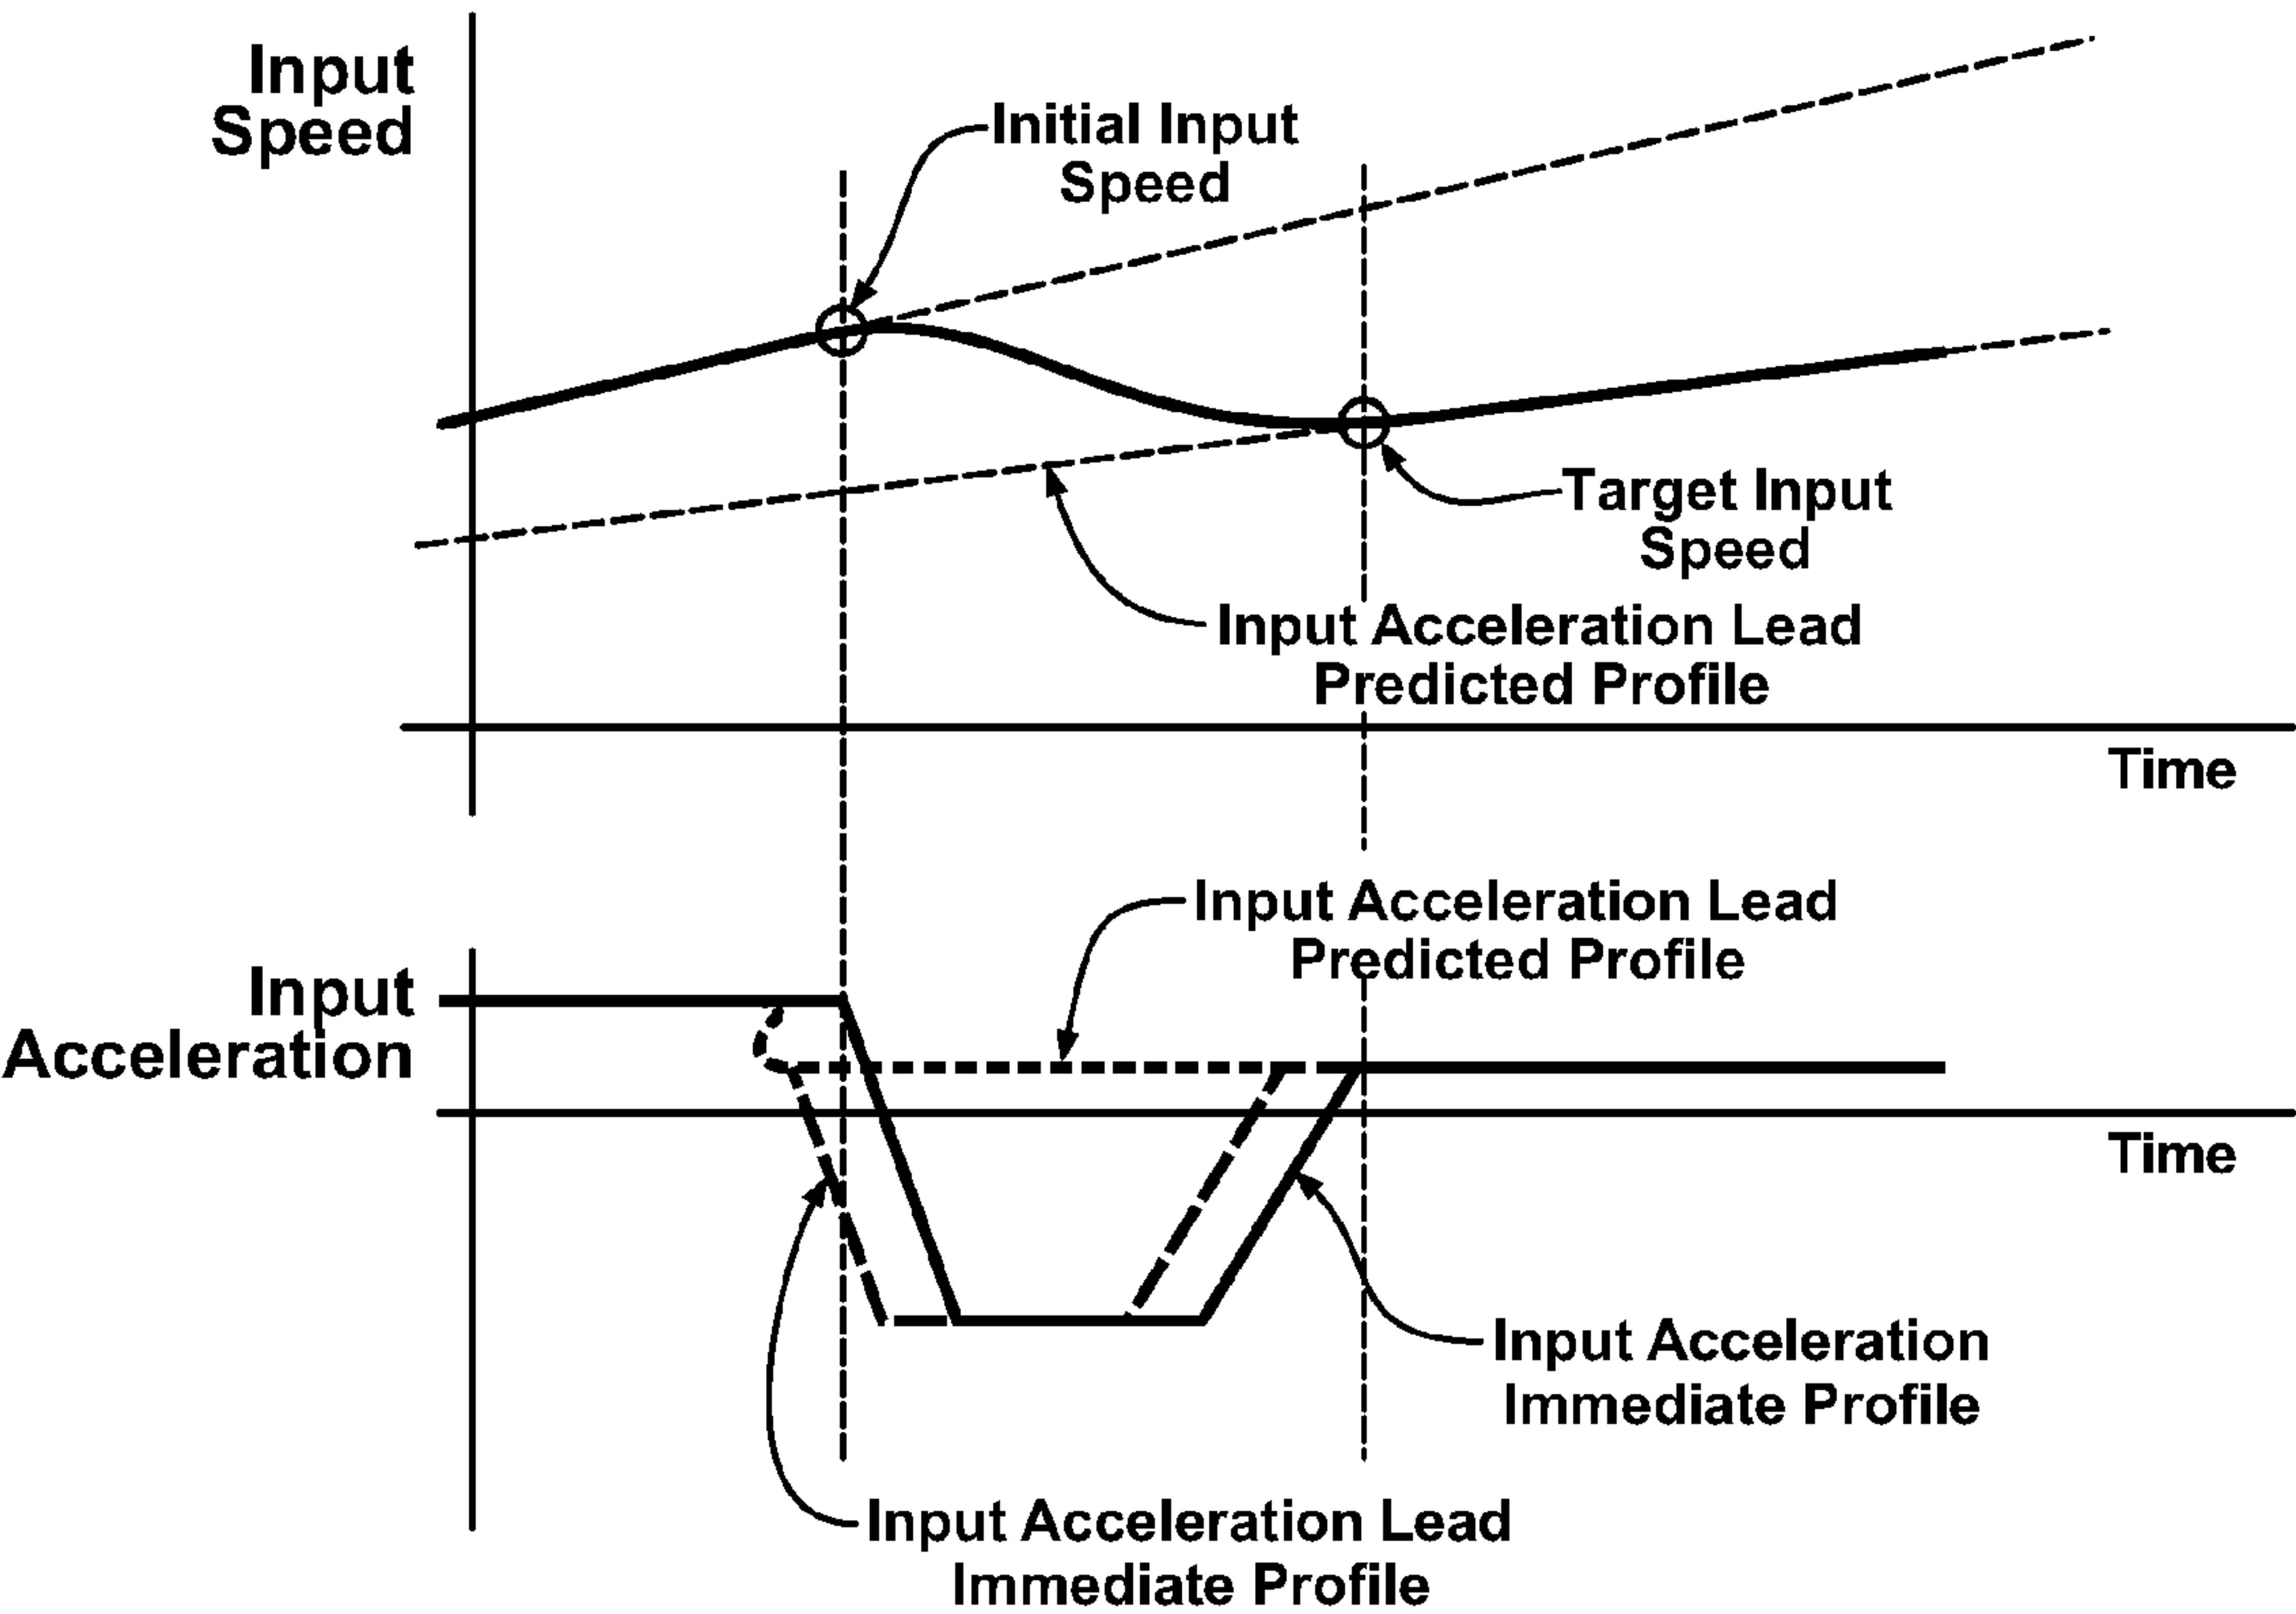 Input
Speed
Initial Input
Speed
Target Input
Speed
Input Acceleration Lead
Predicted Profile
Time
Input Acceleration Lead
Predicted Profile
Input
Acceleration
Time
Input Acceleration
Immediate Profile
Input Acceleration Lead
Immediate Profile